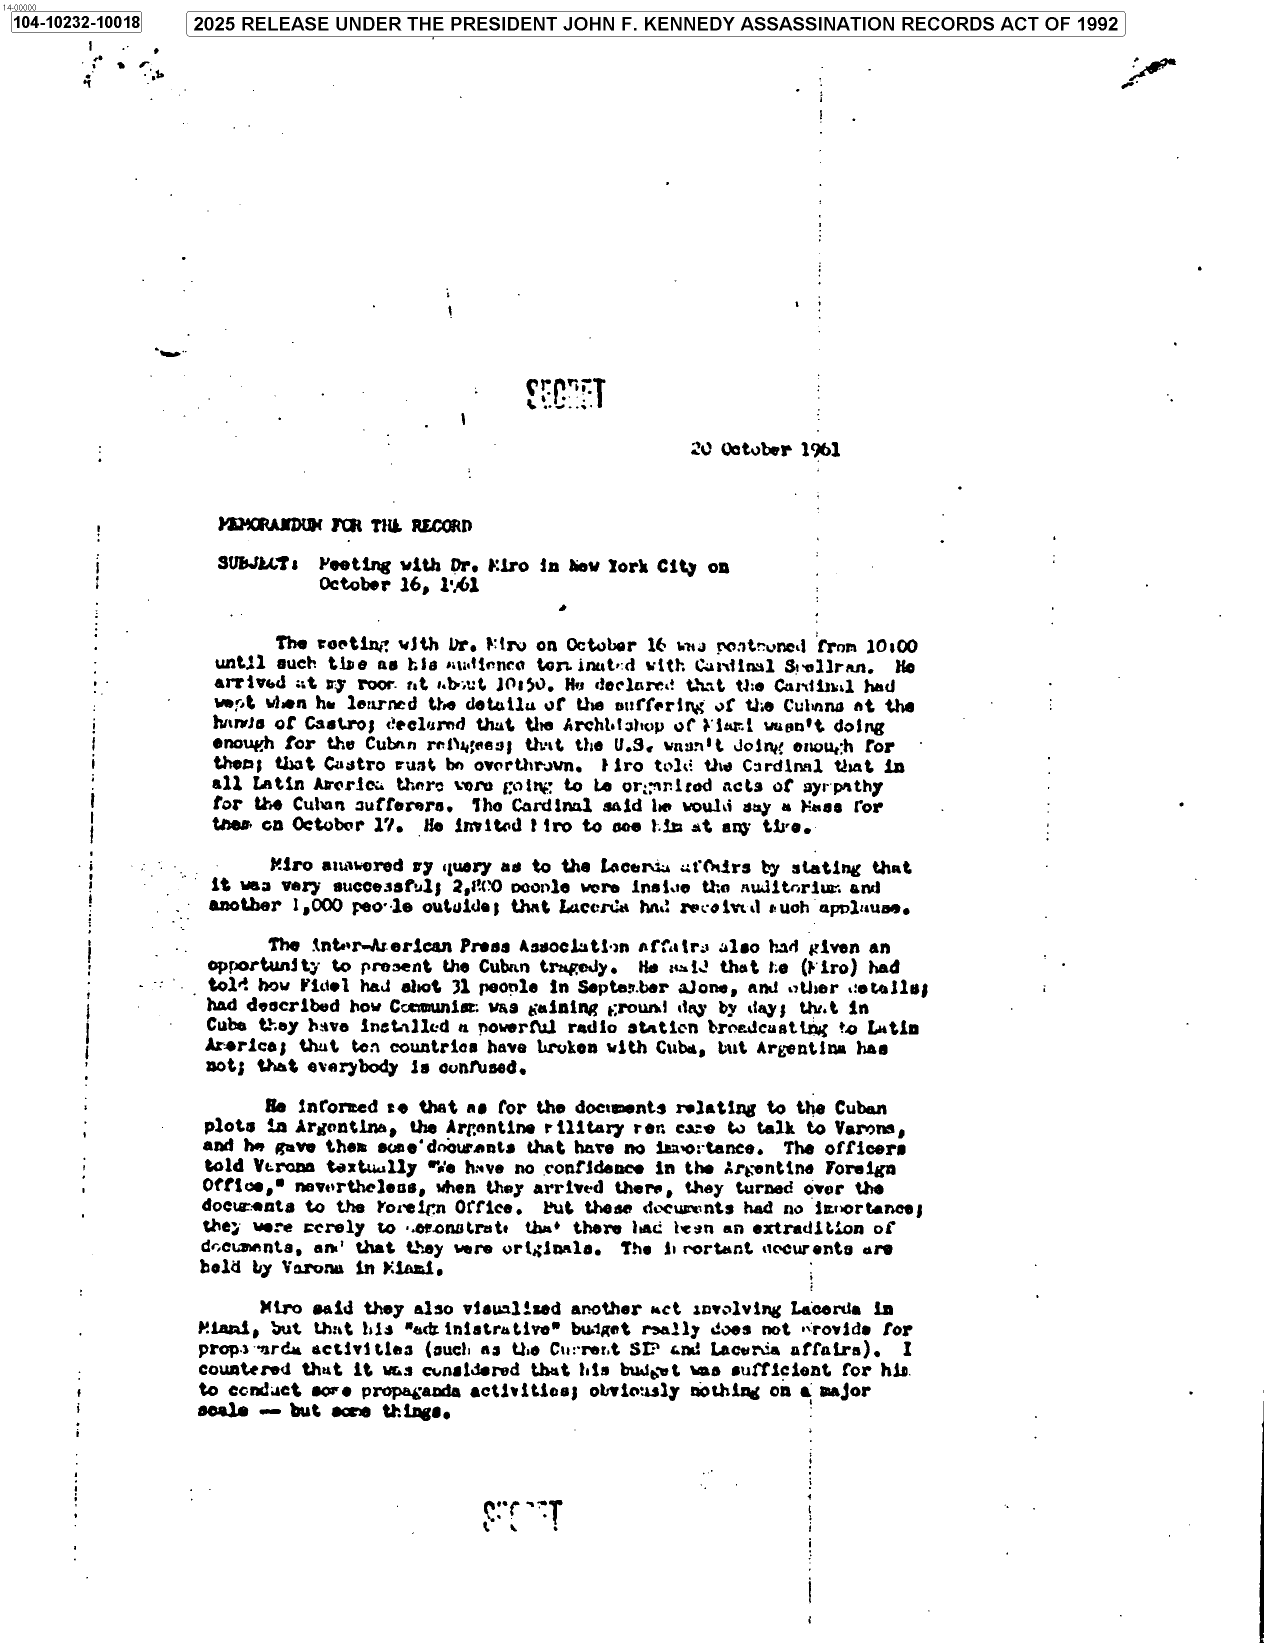 14-00000
104-10232-10018
2025 RELEASE UNDER THE PRESIDENT JOHN F. KENNEDY ASSASSINATION RECORDS ACT OF 1992
SECRET
20 October 1961
MEMORANDUM FOR THE RECORD
SUBJECT: Meeting with Dr. Miro in New York City on
October 16, 1961
The meeting with Dr. Miro on October 16 was postponed from 10:00
until such time as his audience terminated with Cardinal Spellman. He
arrived at my room at about 10:50. He declared that the Cardinal had
wept when he learned the details of the suffering of the Cubans at the
hands of Castro; declared that the Archbishop of Miami wasn't doing
enough for the Cuban refugees; that the U.S. wasn't doing enough for
them; that Castro must be overthrown. Miro told the Cardinal that in
all Latin America there were going to be organized acts of sympathy
for the Cuban sufferers. The Cardinal said he would say a Mass for
them on October 17. He invited Miro to see him at any time.
Miro answered my query as to the Lacerda affairs by stating that
it was very successful; 2,800 people were inside the auditorium and
another 1,000 people outside; that Lacerda had received such applause.
The Inter-American Press Association affairs also had given an
opportunity to present the Cuban tragedy. He said that he (Miro) had
told how Fidel had shot 31 people in September alone, and other details;
had described how Communism was gaining ground day by day; that in
Cuba they have installed a powerful radio station broadcasting to Latin
America; that ten countries have broken with Cuba, but Argentina has
not; that everybody is confused.
He informed me that as for the documents relating to the Cuban
plots in Argentina, the Argentine military men came to talk to Varona,
and he gave them some documents that have no importance. The officers
told Varona textually "We have no confidence in the Argentine Foreign
Office," nevertheless, when they arrived there, they turned over the
documents to the Foreign Office. But these documents had no importance;
they were merely to demonstrate that there had been an extradition of
documents, and that they were originals. The important documents are
held by Varona in Miami.
Miro said they also visualized another act involving Lacerda in
Miami, but that his "administrative" budget really does not provide for
propaganda activities (such as the Current SIP and Lacerda affairs). I
countered that it was considered that his budget was sufficient for him
to conduct some propaganda activities; obviously nothing on a major
scale — but some things.
SECRET